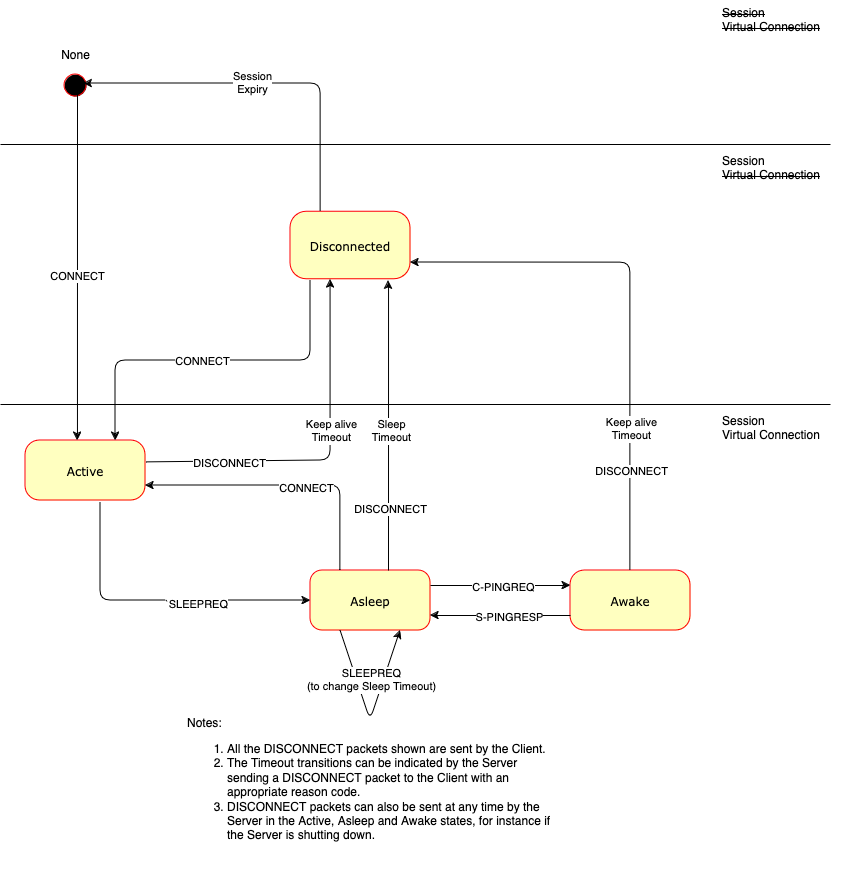 Session
Virtual Connection
None
Session
Expiry
Session
Virtual Connection
Disconnected
CONNECT
CONNECT
Keep alive
Timeout
Sleep
Timeout
Keep alive
Timeout
Session
Virtual Connection
Active
DISCONNECT
DISCONNECT
CONNECT
DISCONNECT
C-PINGREQ
SLEEPREQ
Asleep
Awake
S-PINGRESP
SLEEPREQ
(to change Sleep Timeout)
Notes:
1. All the DISCONNECT packets shown are sent by the Client.
2. The Timeout transitions can be indicated by the Server
sending a DISCONNECT packet to the Client with an
appropriate reason code.
3. DISCONNECT packets can also be sent at any time by the
Server in the Active, Asleep and Awake states, for instance if
the Server is shutting down.